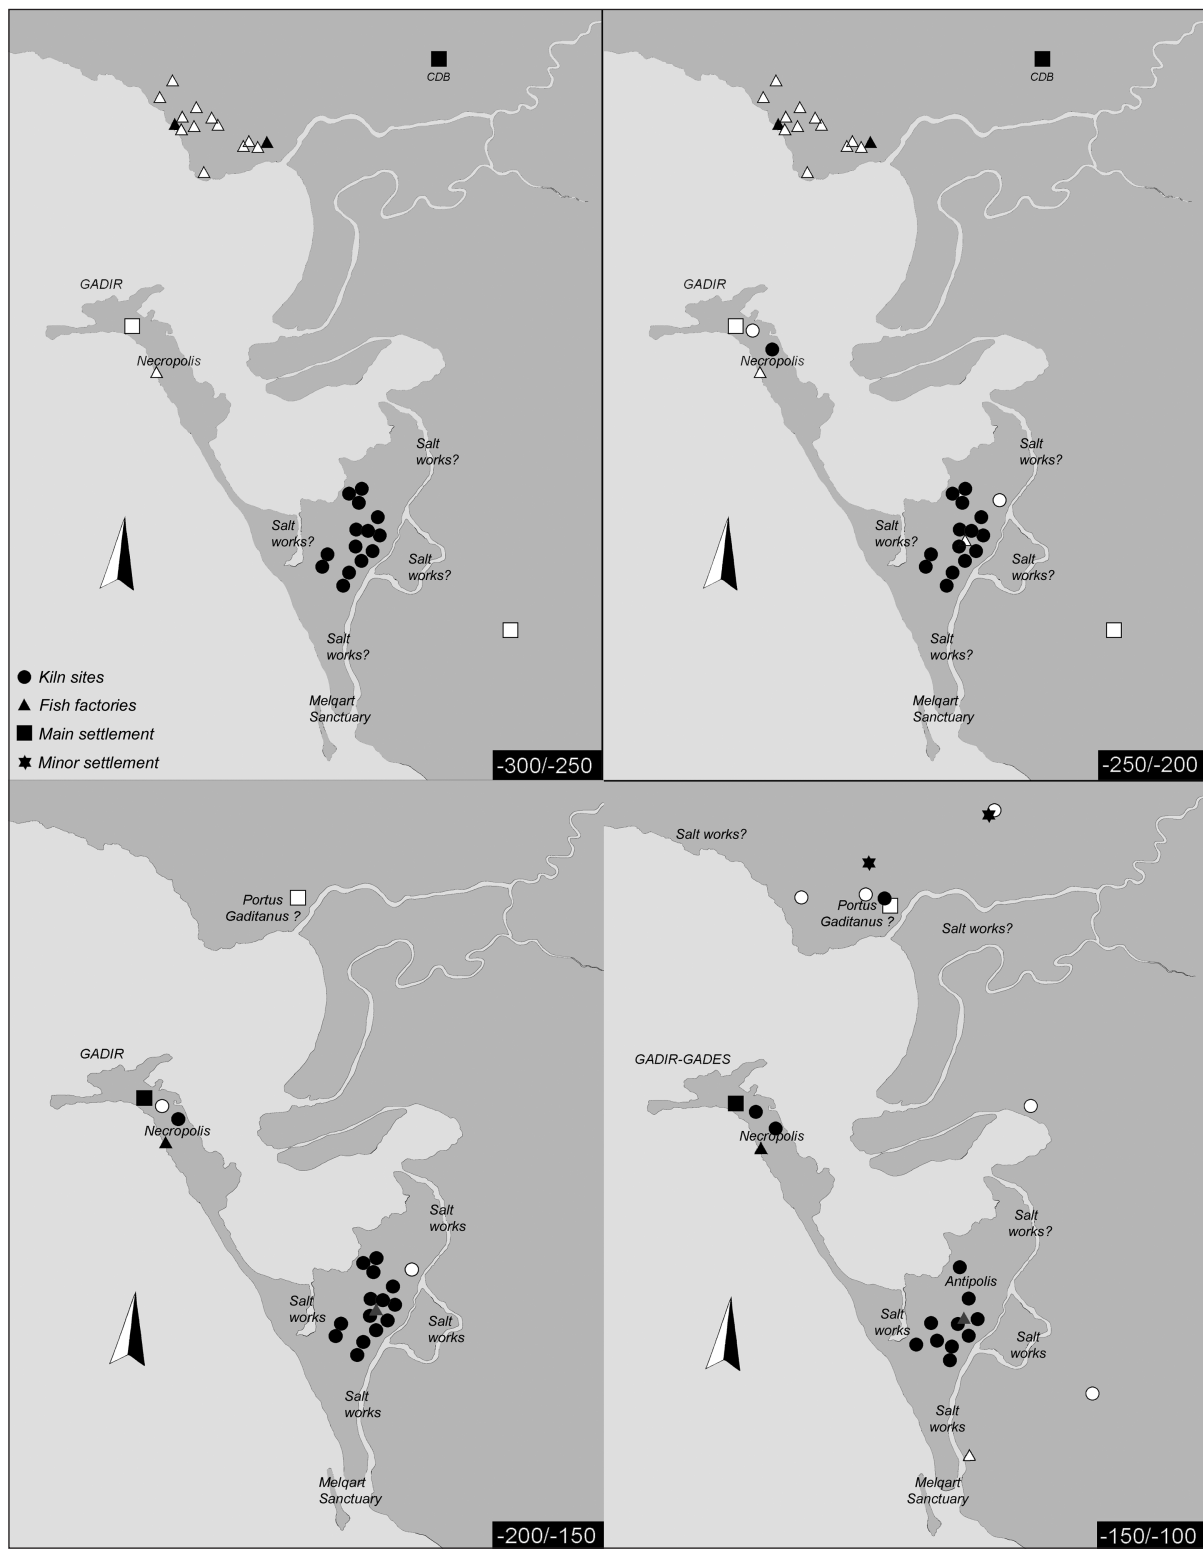 CDB
GADIR
Necropolis
Salt
works?
Salt
works?
Salt
works?
Salt
works?
Kiln sites
Fish factories
Main settlement
Minor settlement
Melqart
Sanctuary
-300/-250
CDB
GADIR
Necropolis
Salt
works?
Salt
works?
Salt
works?
Salt
works?
Melqart
Sanctuary
-250/-200
Portus
Gaditanus ?
GADIR
Necropolis
Salt
works
Salt
works
Salt
works
Salt
works
Melqart
Sanctuary
-200/-150
Salt works?
Portus
Gaditanus ?
Salt works?
GADIR-GADES
Necropolis
Salt
works?
Antipolis
Salt
works
Salt
works
Salt
works
Melqart
Sanctuary
-150/-100